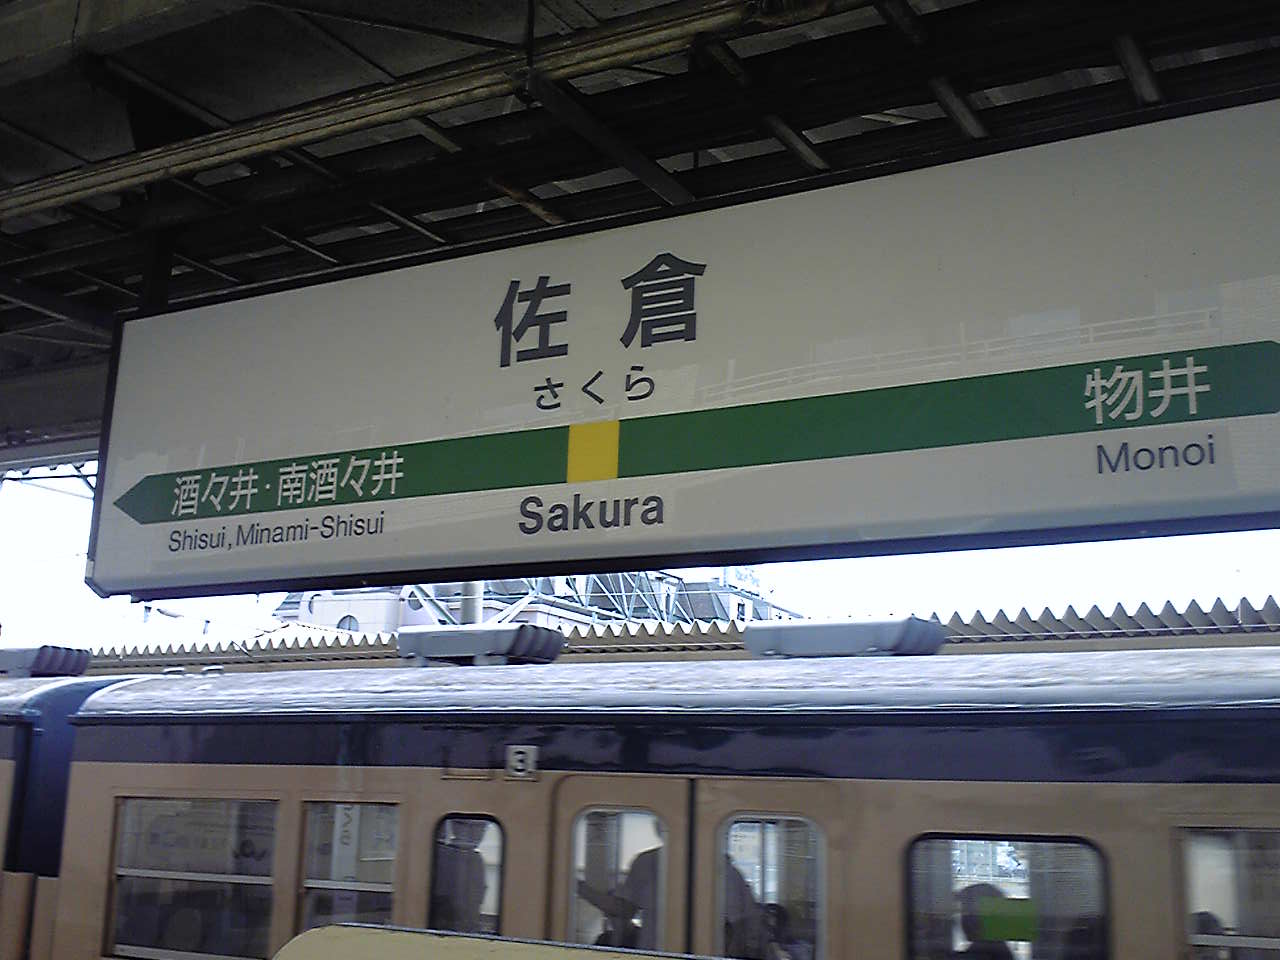 佐倉
さくら
酒々井・南酒々井
物井
Shisui, Minami-Shisui
Sakura
Monoi
3